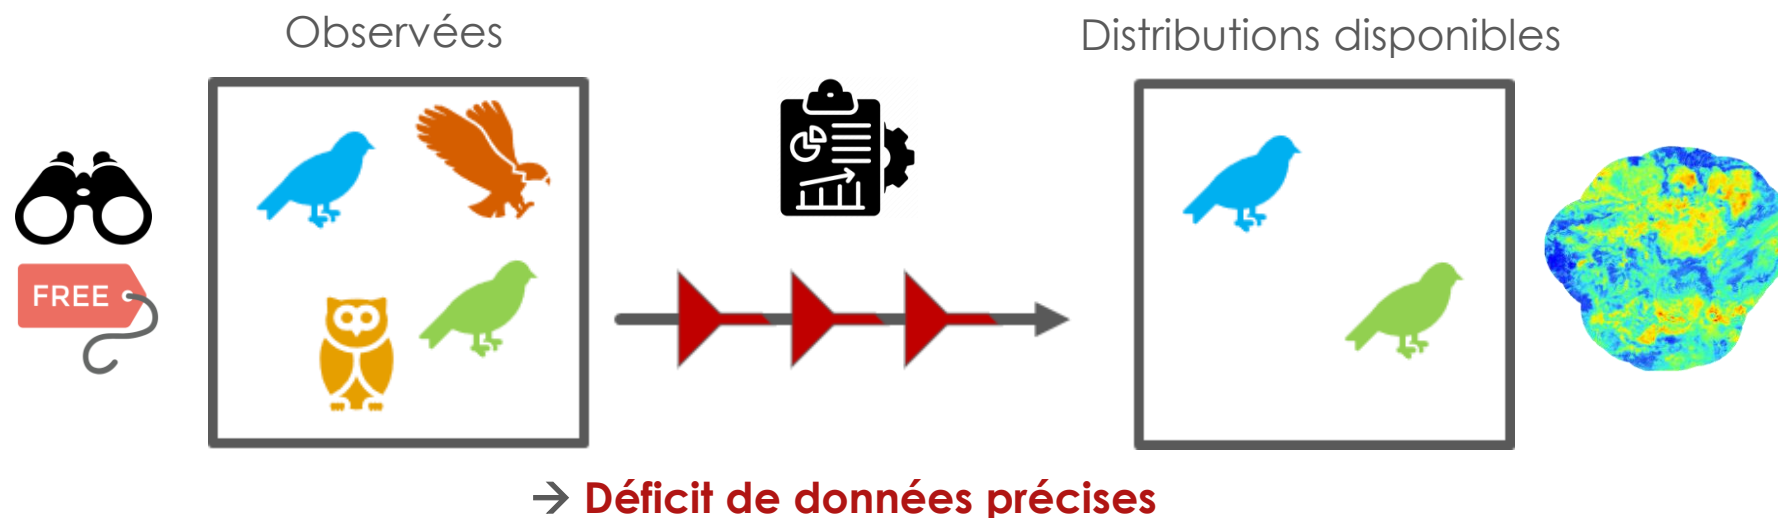 Observées
Distributions disponibles
FREE
→ Déficit de données précises